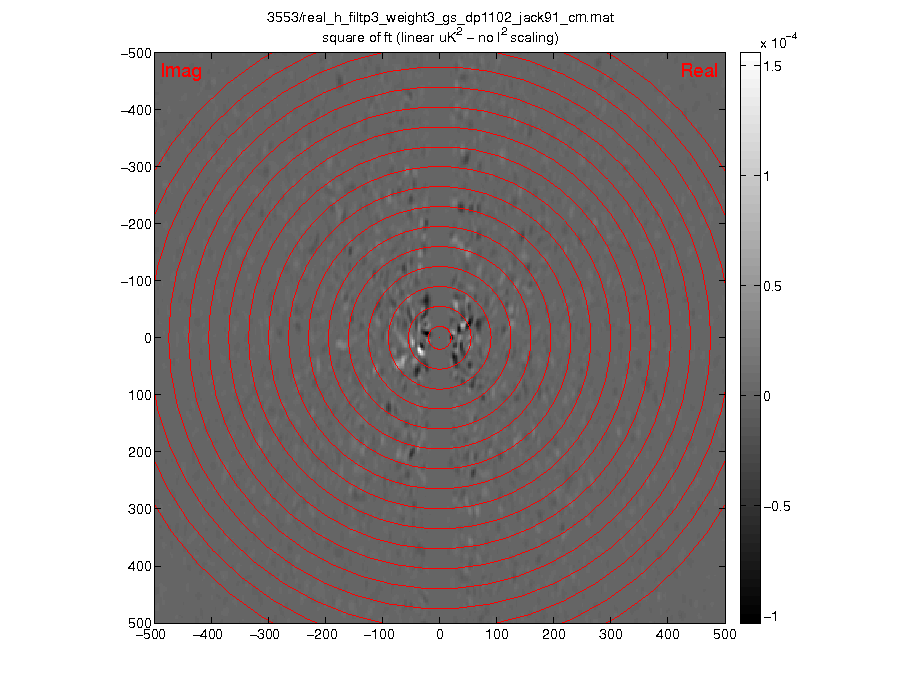 3553/real_h_filtp3_weight3_gs_dp1102_jack91_cm.mat
square of ft (linear uK² – no l² scaling)
x 10⁻⁴
Imag
Real
−500
−400
−300
−200
−100
0
100
200
300
400
500
−500 −400 −300 −200 −100 0 100 200 300 400 500
1.5
1
0.5
0
−0.5
−1